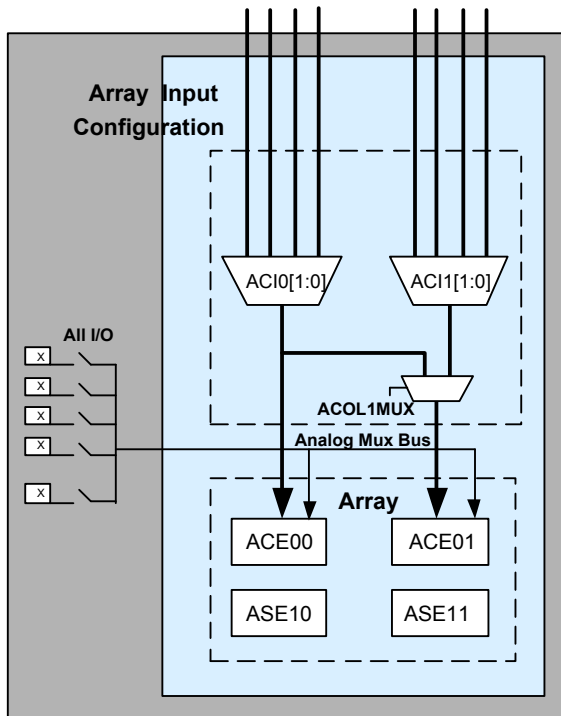 Array Input
Configuration
ACI0[1:0]
ACI1[1:0]
All I/O
X
X
X
X
X
ACOL1MUX
Analog Mux Bus
Array
ACE00
ACE01
ASE10
ASE11